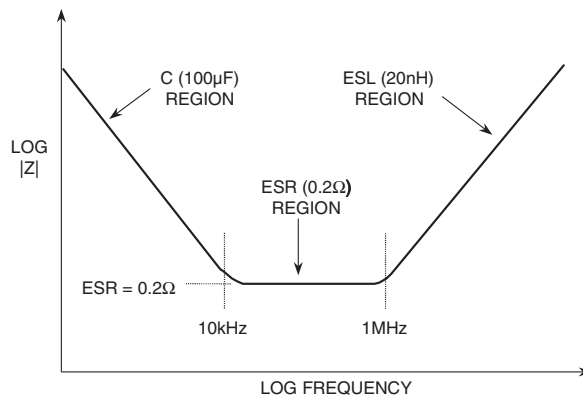 C (100μF)
REGION
ESL (20nH)
REGION
LOG
|Z|
ESR (0.2Ω)
REGION
ESR = 0.2Ω
10kHz
1MHz
LOG FREQUENCY